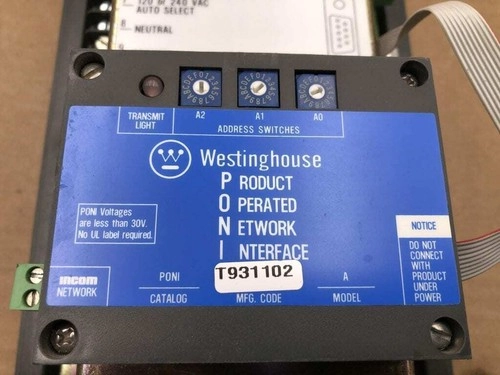 120 or 240 VAC
AUTO SELECT
NEUTRAL
TRANSMIT
LIGHT
A2
A1
A0
ADDRESS SWITCHES
Westinghouse
PRODUCT
OPERATED
NETWORK
INTERFACE
PONI Voltages
are less than 30V.
No UL label required.
NOTICE
DO NOT
CONNECT
WITH
PRODUCT
UNDER
POWER
INCOM
NETWORK
PONI
CATALOG
T931102
MFG. CODE
A
MODEL